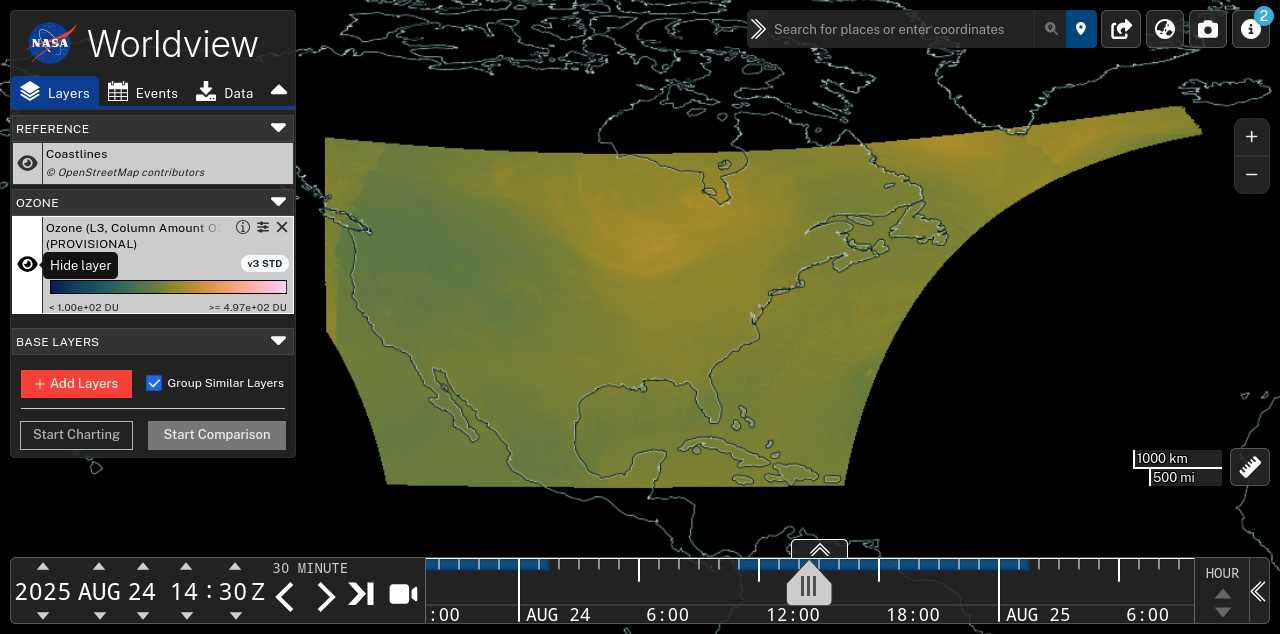 NASA Worldview
Search for places or enter coordinates
2
Layers Events Data
REFERENCE
Coastlines
© OpenStreetMap contributors
OZONE
Ozone (L3, Column Amount
(PROVISIONAL)
Hide layer
v3 STD
< 1.00e+02 DU >= 4.97e+02 DU
BASE LAYERS
+ Add Layers Group Similar Layers
Start Charting Start Comparison
+
−
1000 km
500 mi
30 MINUTE
2025 AUG 24 14 : 30 Z
:00 AUG 24 6:00 12:00 18:00 AUG 25 6:00
HOUR